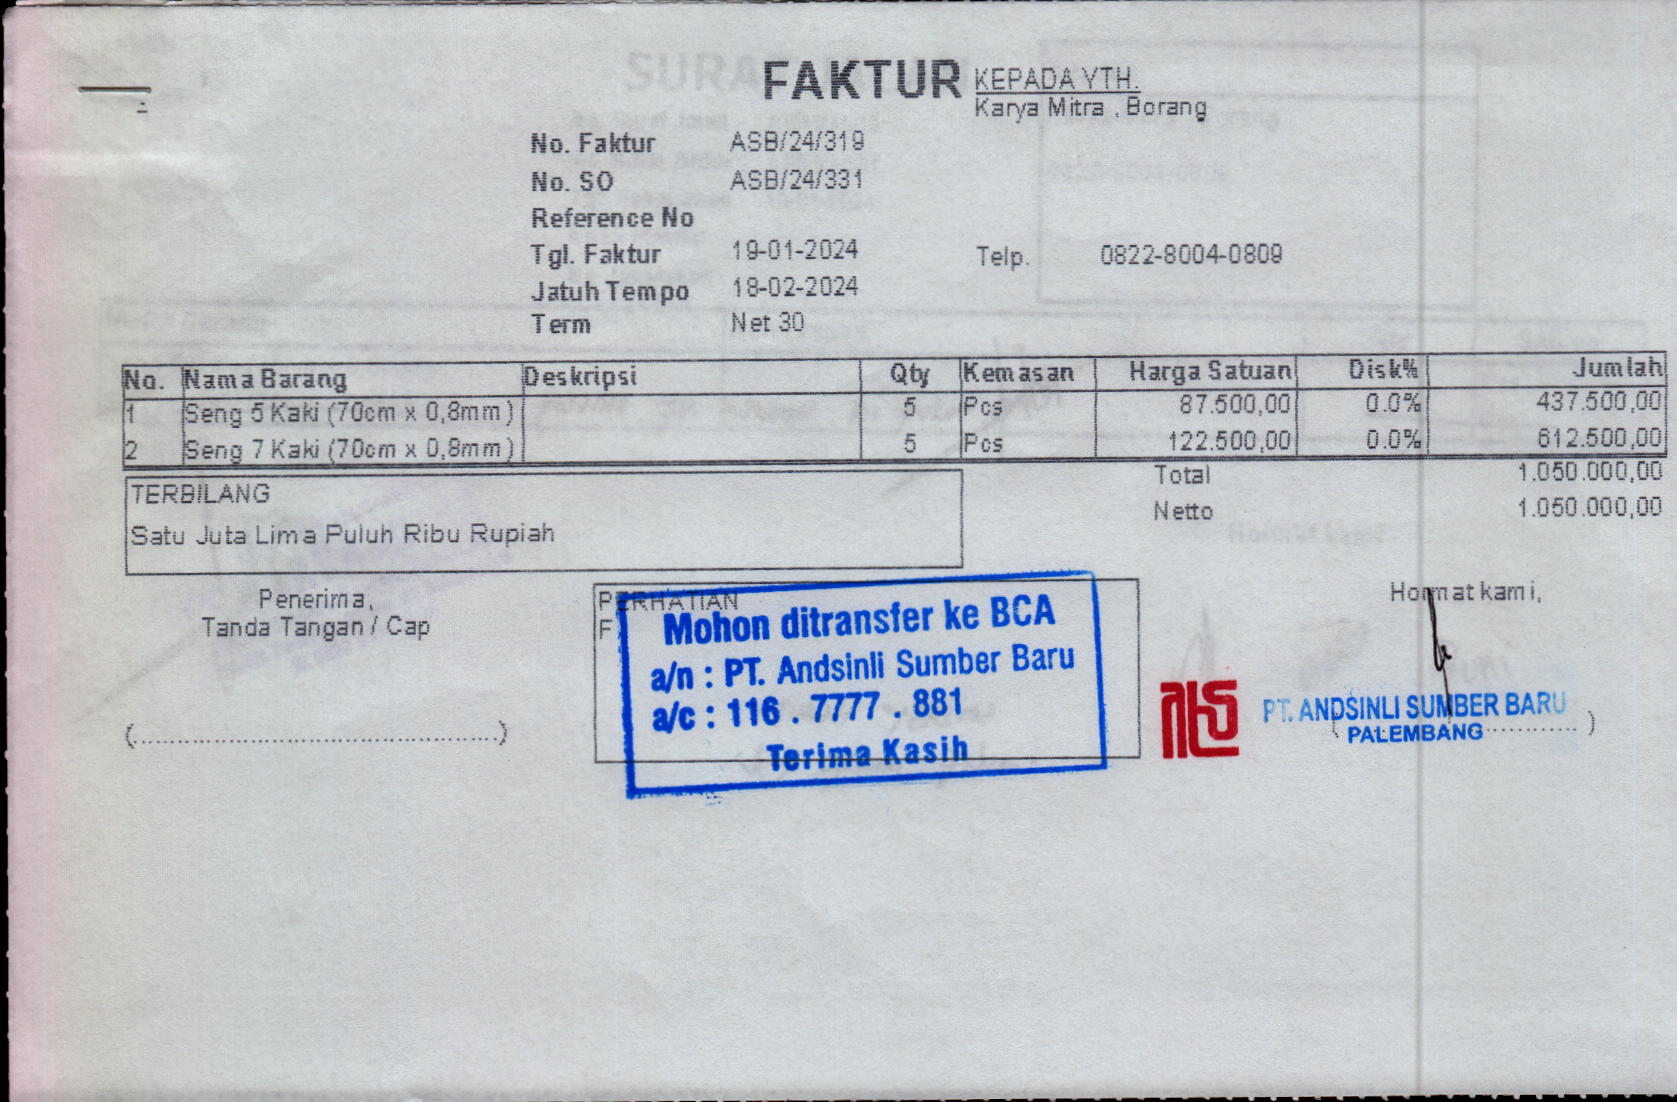 FAKTUR
KEPADA YTH.
Karya Mitra , Borang
No. Faktur ASB/24/319
No. SO ASB/24/331
Reference No
Tgl. Faktur 19-01-2024 Telp. 0822-8004-0809
Jatuh Tempo 18-02-2024
Term Net 30
No. Nama Barang Deskripsi Qty Kemasan Harga Satuan Disk% Jumlah
1 Seng 5 Kaki (70cm x 0,8mm) 5 Pcs 87.500,00 0.0% 437.500,00
2 Seng 7 Kaki (70cm x 0,8mm) 5 Pcs 122.500,00 0.0% 612.500,00
Total 1.050.000,00
Netto 1.050.000,00
TERBILANG
Satu Juta Lima Puluh Ribu Rupiah
Penerima,
Tanda Tangan / Cap
(..............................................)
PERHATIAN
Mohon ditransfer ke BCA
a/n : PT. Andsinli Sumber Baru
a/c : 116 . 7777 . 881
Terima Kasih
Hormat kami,
PT. ANDSINLI SUMBER BARU
PALEMBANG